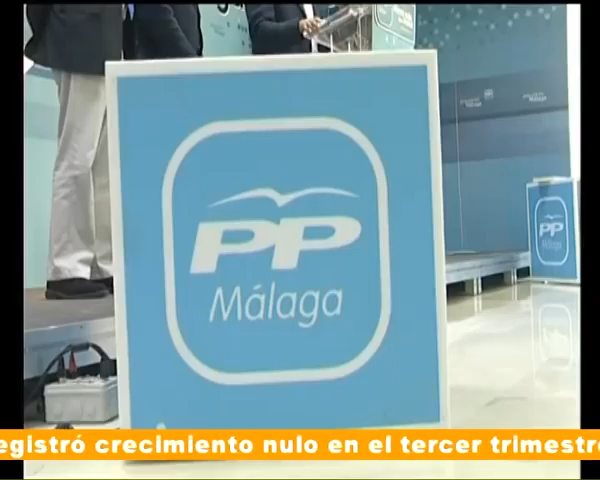 PP
Málaga
PP
Málaga
egistró crecimiento nulo en el tercer trimestre